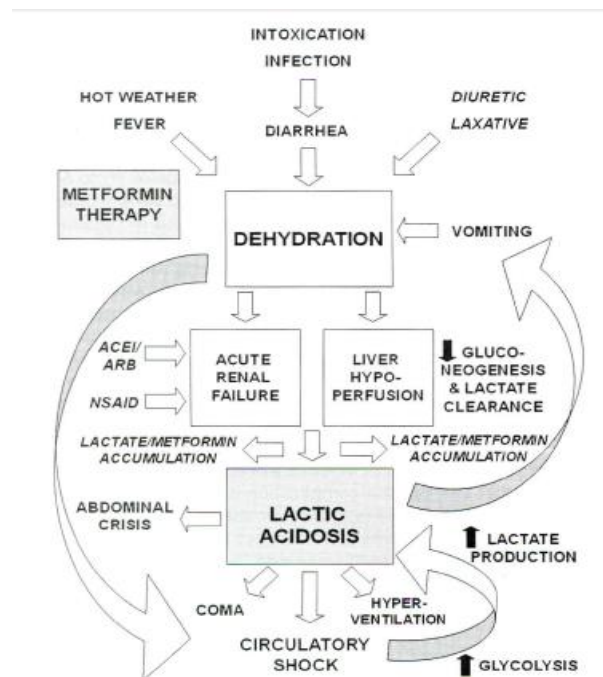 INTOXICATION
INFECTION
HOT WEATHER
FEVER
DIARRHEA
DIURETIC
LAXATIVE
METFORMIN
THERAPY
DEHYDRATION
VOMITING
ACEI/
ARB
NSAID
ACUTE
RENAL
FAILURE
LIVER
HYPO-
PERFUSION
GLUCO-
NEOGENESIS
& LACTATE
CLEARANCE
LACTATE/METFORMIN
ACCUMULATION
LACTATE/METFORMIN
ACCUMULATION
ABDOMINAL
CRISIS
LACTIC
ACIDOSIS
LACTATE
PRODUCTION
COMA
HYPER-
VENTILATION
CIRCULATORY
SHOCK
GLYCOLYSIS